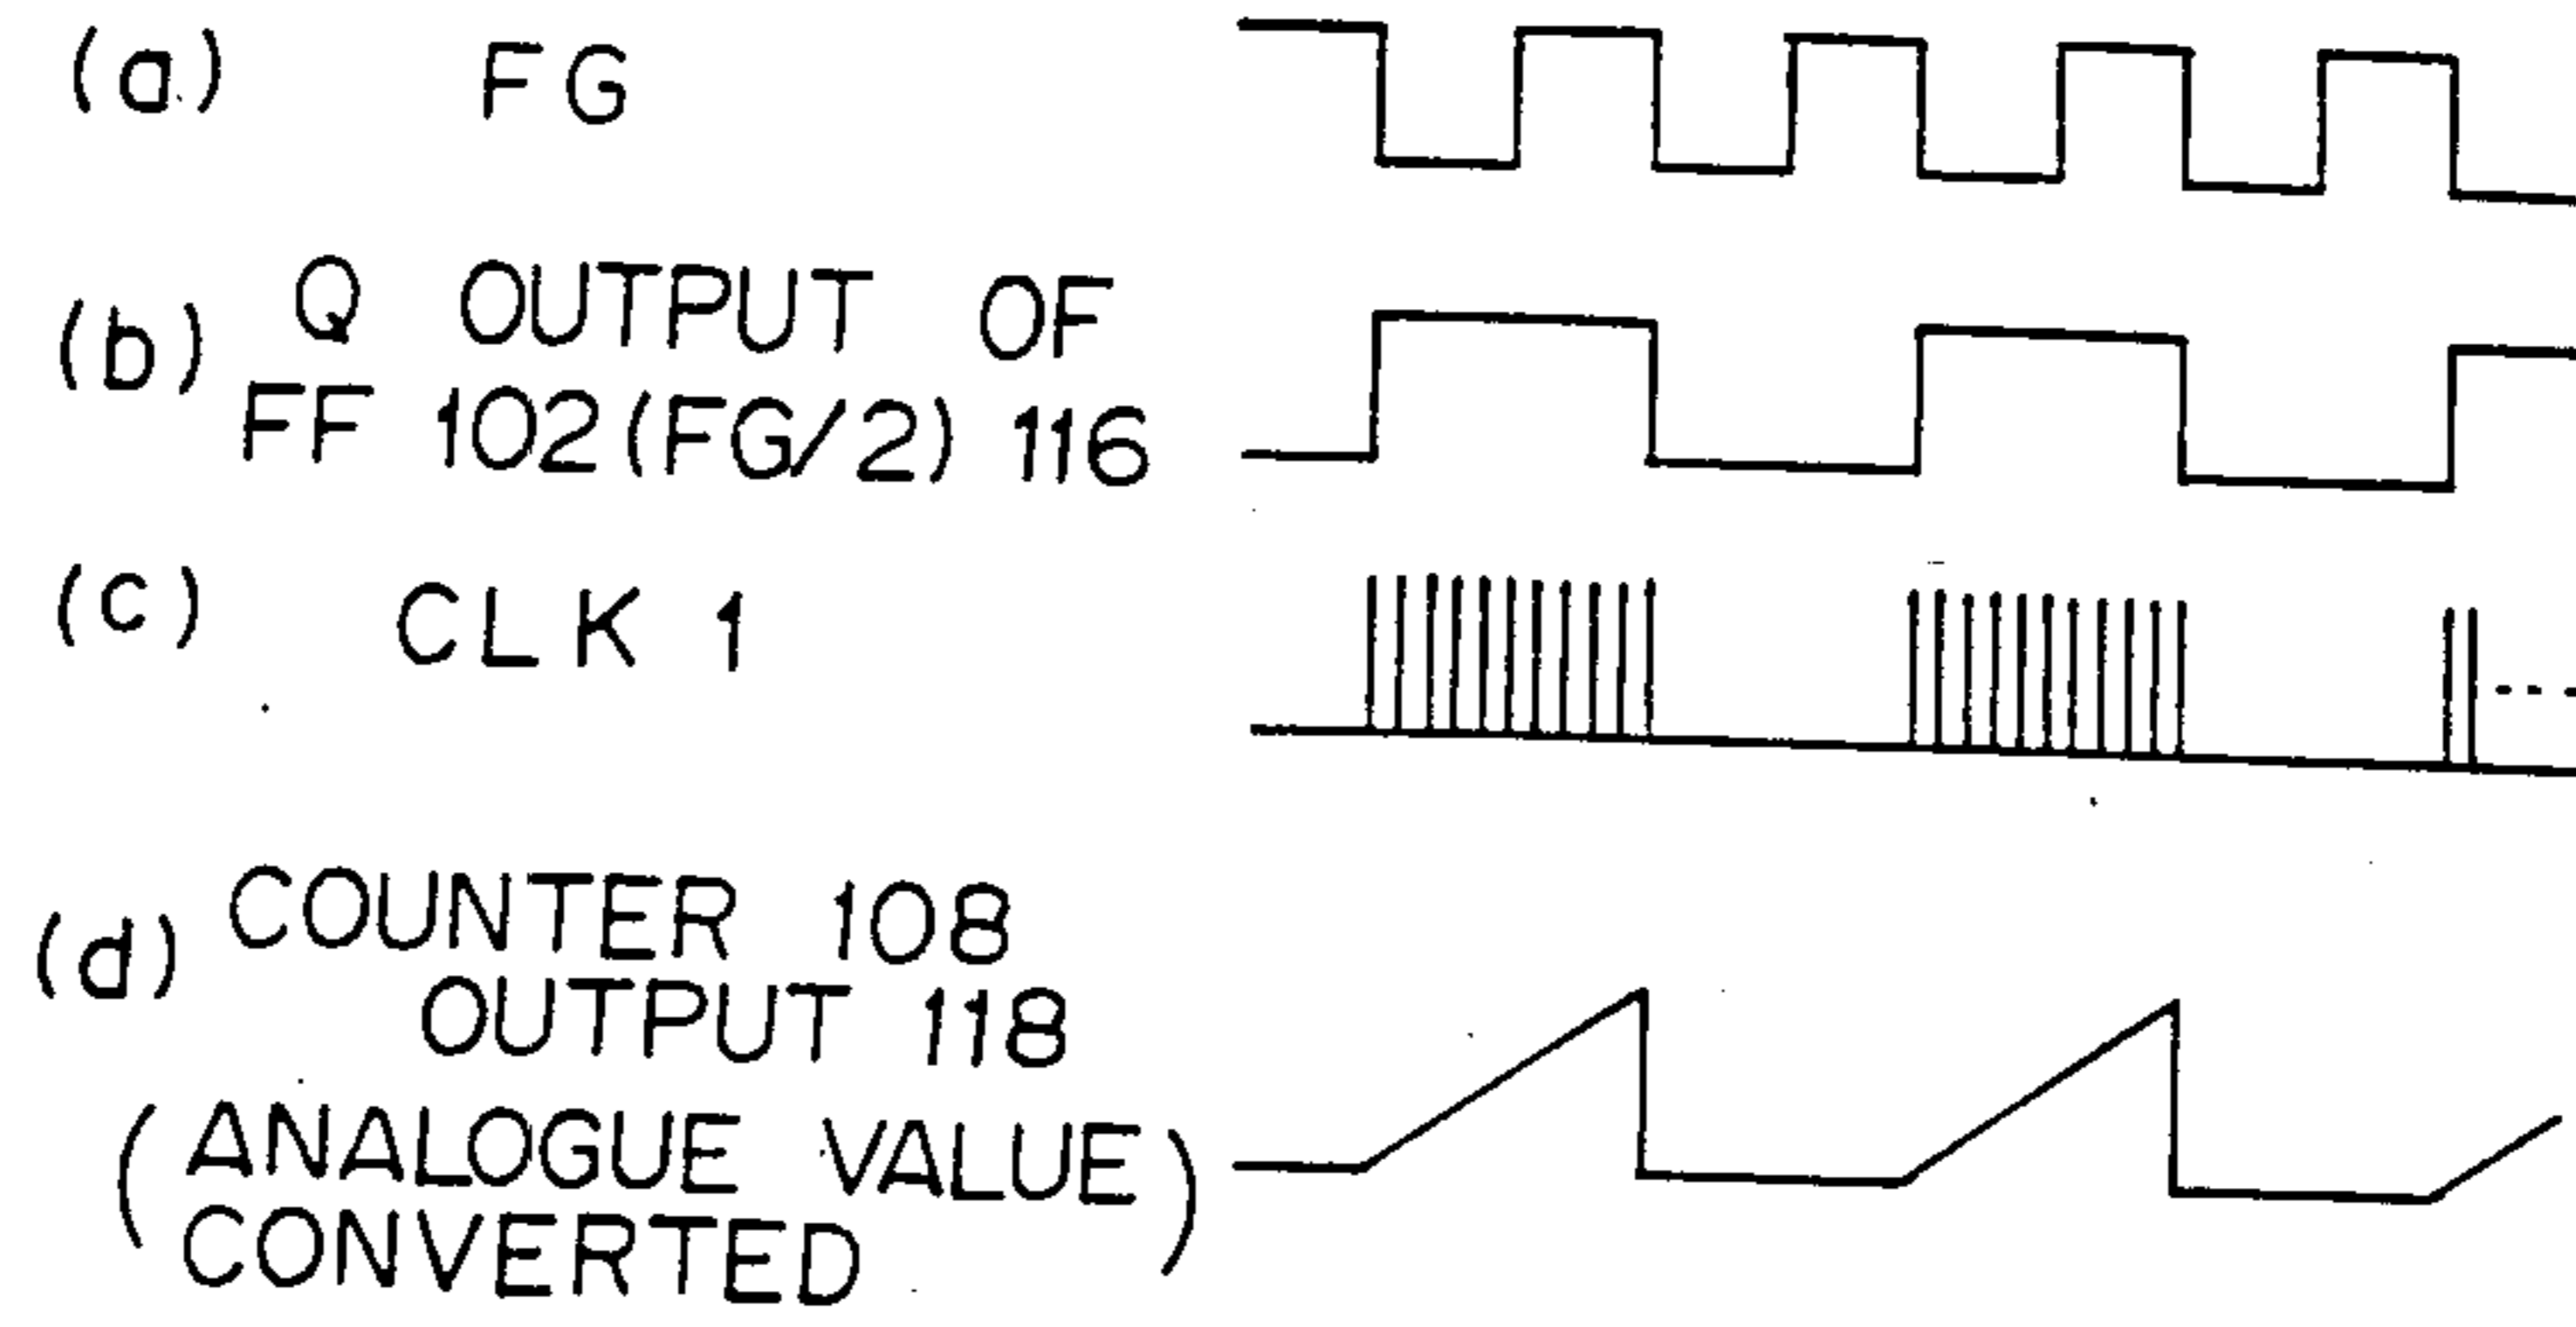 (a) FG
(b) Q OUTPUT OF
FF 102(FG/2) 116
(c) CLK 1
(d) COUNTER 108
OUTPUT 118
(ANALOGUE VALUE)
CONVERTED